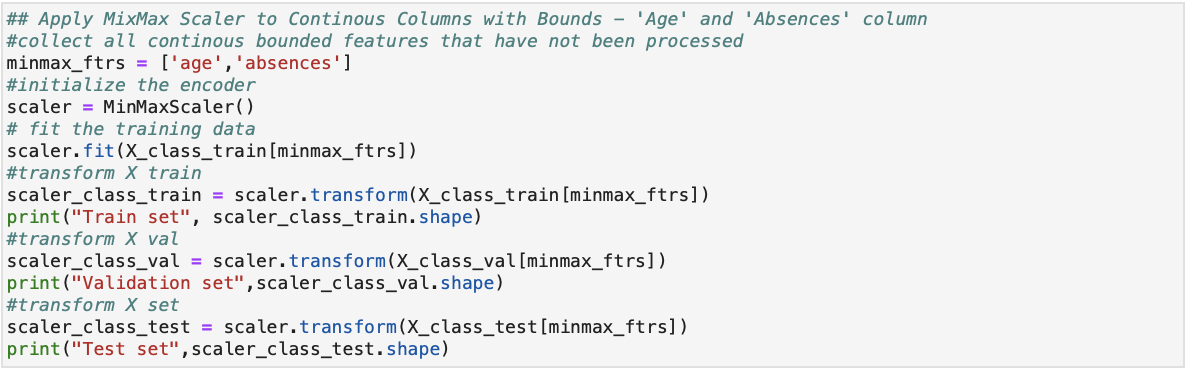 ## Apply MixMax Scaler to Continous Columns with Bounds – 'Age' and 'Absences' column
#collect all continous bounded features that have not been processed
minmax_ftrs = ['age','absences']
#initialize the encoder
scaler = MinMaxScaler()
# fit the training data
scaler.fit(X_class_train[minmax_ftrs])
#transform X train
scaler_class_train = scaler.transform(X_class_train[minmax_ftrs])
print("Train set", scaler_class_train.shape)
#transform X val
scaler_class_val = scaler.transform(X_class_val[minmax_ftrs])
print("Validation set",scaler_class_val.shape)
#transform X set
scaler_class_test = scaler.transform(X_class_test[minmax_ftrs])
print("Test set",scaler_class_test.shape)